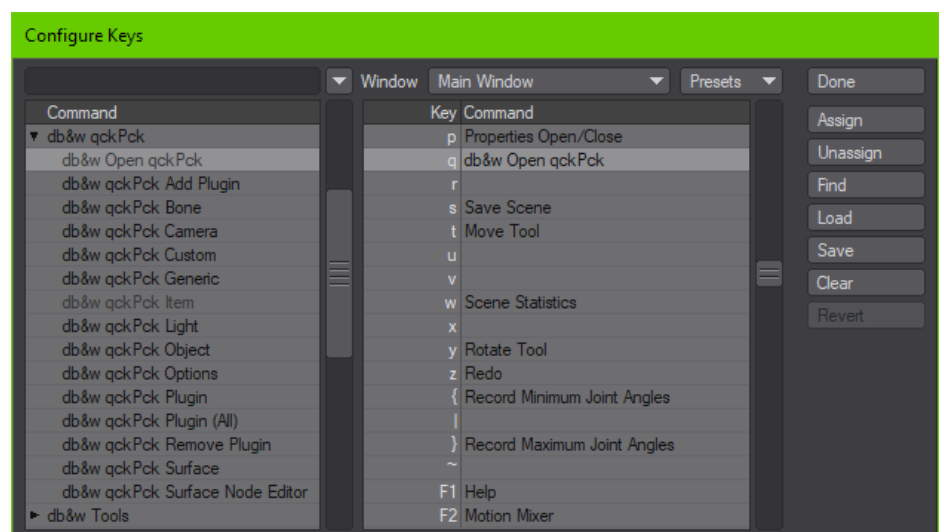 Configure Keys
Window Main Window Presets Done
Command
Key Command
Assign
Unassign
Find
Load
Save
Clear
Revert
db&w qckPck
db&w Open qckPck
db&w qckPck Add Plugin
db&w qckPck Bone
db&w qckPck Camera
db&w qckPck Custom
db&w qckPck Generic
db&w qckPck Item
db&w qckPck Light
db&w qckPck Object
db&w qckPck Options
db&w qckPck Plugin
db&w qckPck Plugin (All)
db&w qckPck Remove Plugin
db&w qckPck Surface
db&w qckPck Surface Node Editor
db&w Tools
p Properties Open/Close
q db&w Open qckPck
r
s Save Scene
t Move Tool
u
v
w Scene Statistics
x
y Rotate Tool
z Redo
{ Record Minimum Joint Angles
|
} Record Maximum Joint Angles
~
F1 Help
F2 Motion Mixer